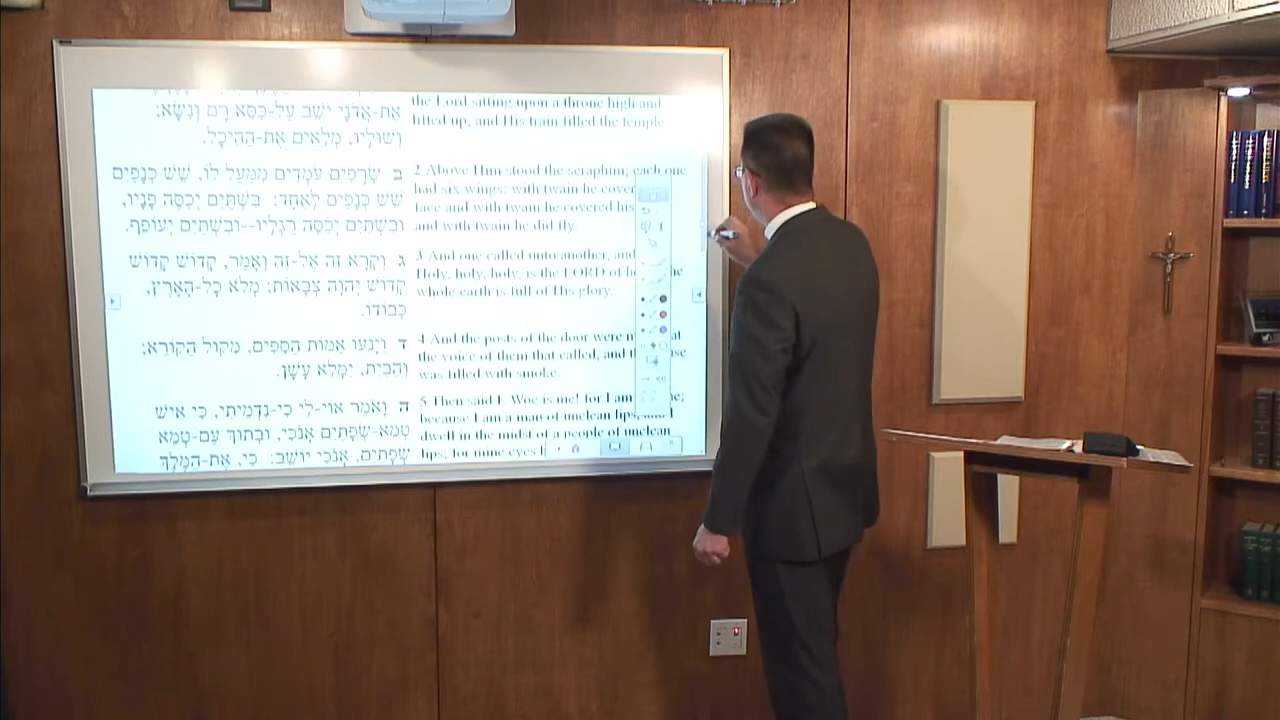 אֶת-אֲדֹנָי יֹשֵׁב עַל-כִּסֵּא רָם וְנִשָּׂא;
וְשׁוּלָיו, מְלֵאִים אֶת-הַהֵיכָל.
ב שְׂרָפִים עֹמְדִים מִמַּעַל לוֹ, שֵׁשׁ כְּנָפַיִם
שֵׁשׁ כְּנָפַיִם לְאֶחָד: בִּשְׁתַּיִם יְכַסֶּה פָנָיו,
וּבִשְׁתַּיִם יְכַסֶּה רַגְלָיו--וּבִשְׁתַּיִם יְעוֹפֵף.
ג וְקָרָא זֶה אֶל-זֶה וְאָמַר, קָדוֹשׁ קָדוֹשׁ
קָדוֹשׁ יְהוָה צְבָאוֹת; מְלֹא כָל-הָאָרֶץ,
כְּבוֹדוֹ.
ד וַיָּנֻעוּ אַמּוֹת הַסִּפִּים, מִקּוֹל הַקּוֹרֵא;
וְהַבַּיִת, יִמָּלֵא עָשָׁן.
ה וָאֹמַר אוֹי-לִי כִי-נִדְמֵיתִי, כִּי אִישׁ
טְמֵא-שְׂפָתַיִם אָנֹכִי, וּבְתוֹךְ עַם-טְמֵא
שְׂפָתַיִם, אָנֹכִי יוֹשֵׁב: כִּי, אֶת-הַמֶּלֶךְ
the Lord sitting upon a throne high and
lifted up, and His train filled the temple
2 Above Him stood the seraphim; each one
had six wings: with twain he cover
face and with twain he covered his
and with twain he did fly.
3 And one called unto another, and
Holy, holy, holy, is the LORD of h
whole earth is full of His glory.
4 And the posts of the door were m
the voice of them that called, and
was filled with smoke.
5 Then said I: Woe is me! for I am
because I am a man of unclean lips, and I
dwell in the midst of a people of unclean
lips; for mine eyes